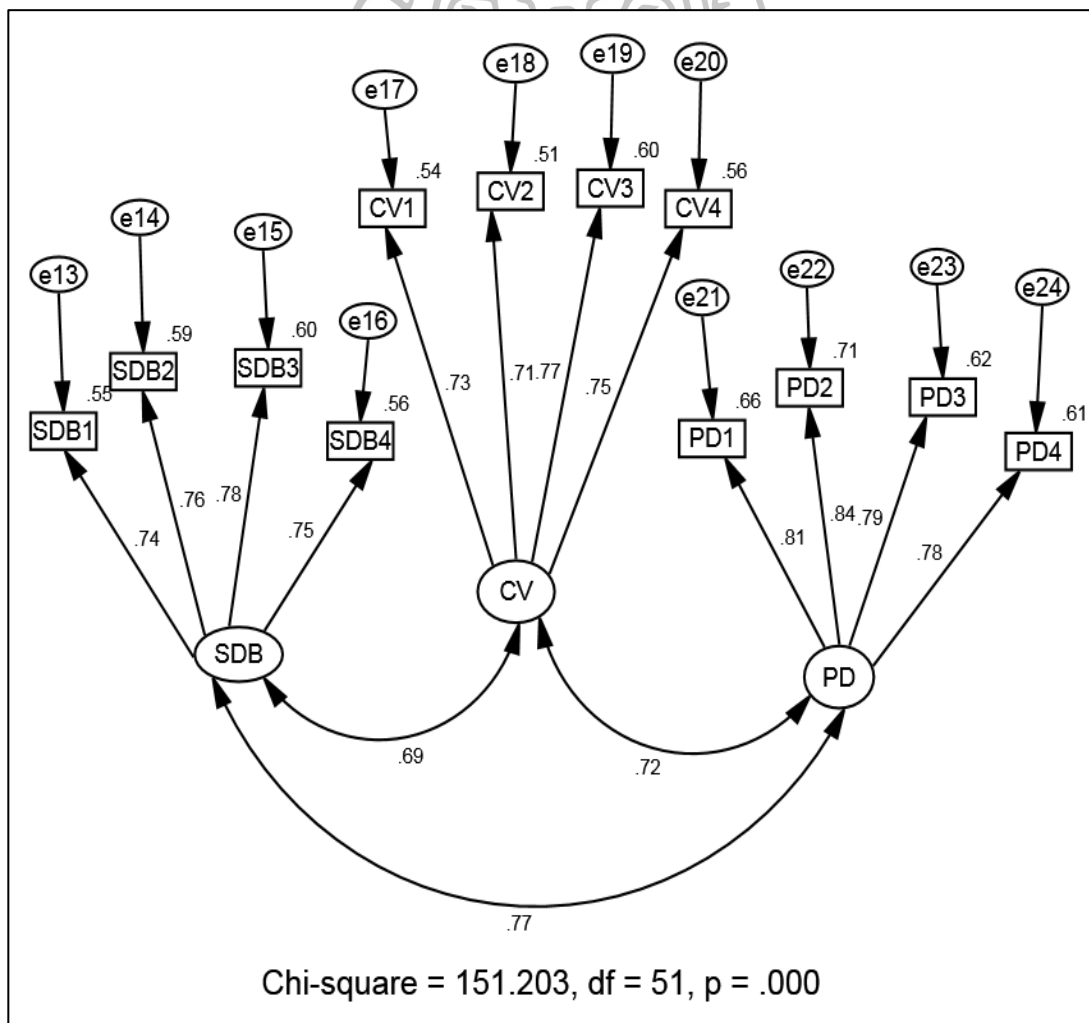 e17
e18
e19
e20
.54
.51
.60
.56
CV1
CV2
CV3
CV4
e13
e14
e15
e16
.55
.59
.60
.56
SDB1
SDB2
SDB3
SDB4
e21
e22
e23
e24
.66
.71
.62
.61
PD1
PD2
PD3
PD4
.74
.76
.78
.75
.73
.71
.77
.75
.81
.84
.79
.78
SDB
CV
PD
.69
.72
.77
Chi-square = 151.203, df = 51, p = .000